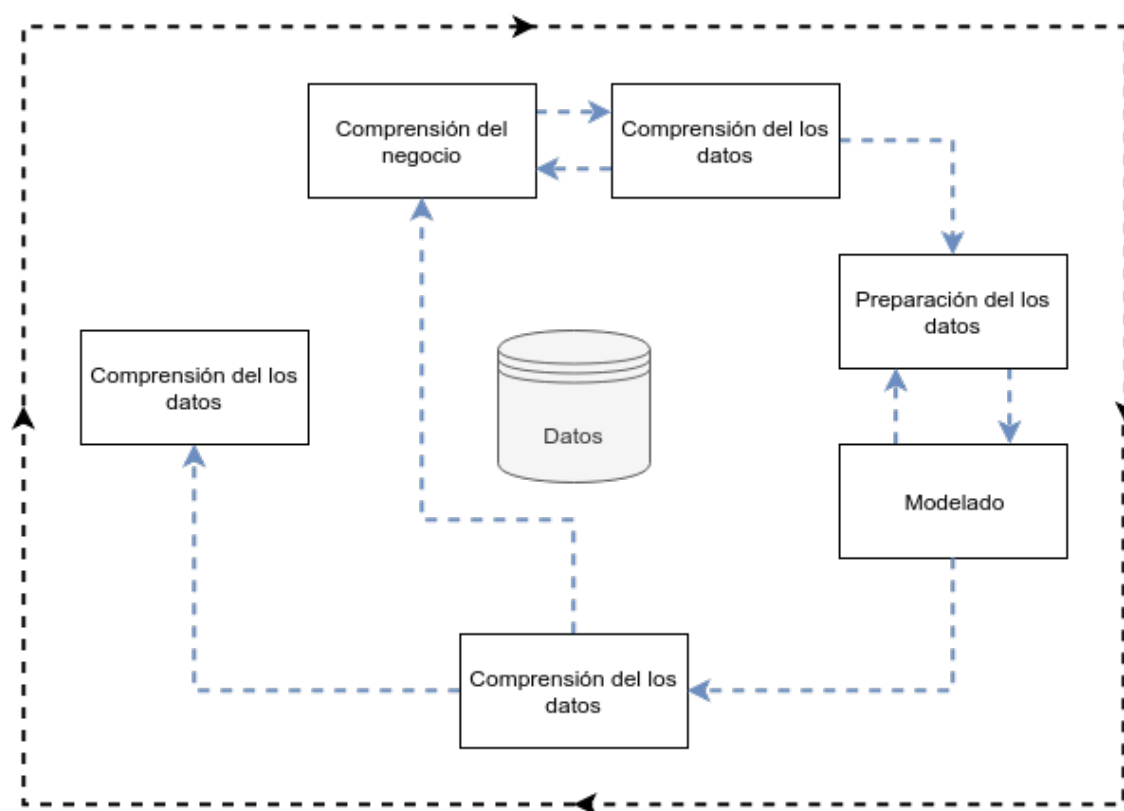 Comprensión del
negocio
Comprensión del los
datos
Preparación del los
datos
Comprensión del los
datos
Datos
Modelado
Comprensión del los
datos